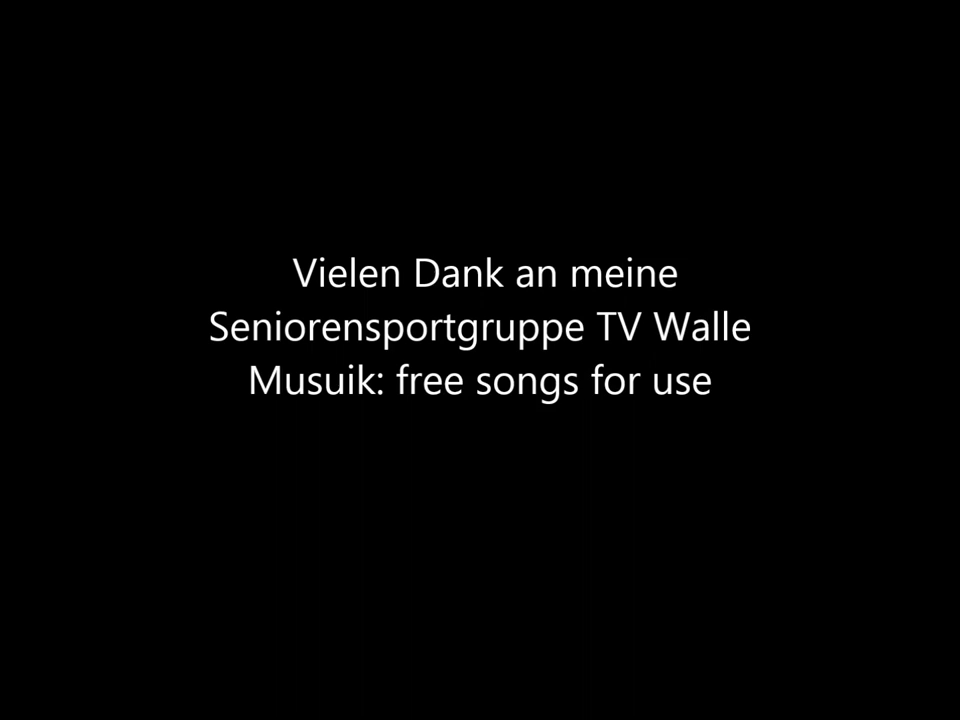 Vielen Dank an meine
Seniorensportgruppe TV Walle
Musuik: free songs for use